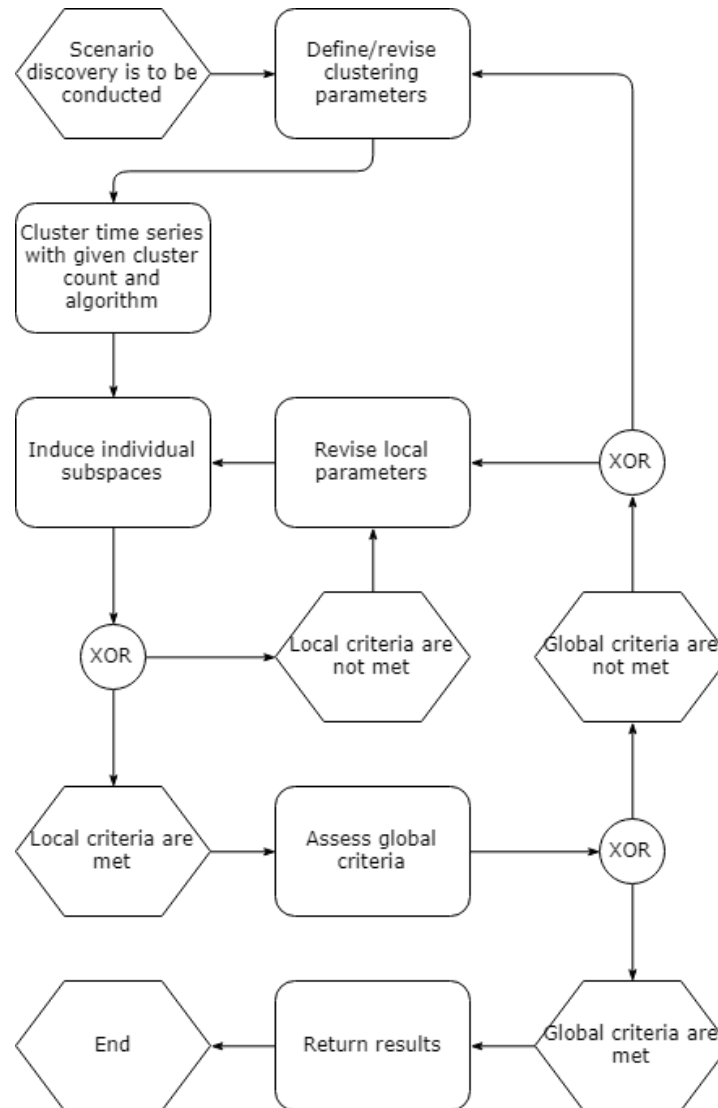 Scenario
discovery is to be
conducted
Define/revise
clustering
parameters
Cluster time series
with given cluster
count and
algorithm
Induce individual
subspaces
Revise local
parameters
XOR
XOR
Local criteria are
not met
Global criteria are
not met
Local criteria are
met
Assess global
criteria
XOR
End
Return results
Global criteria are
met